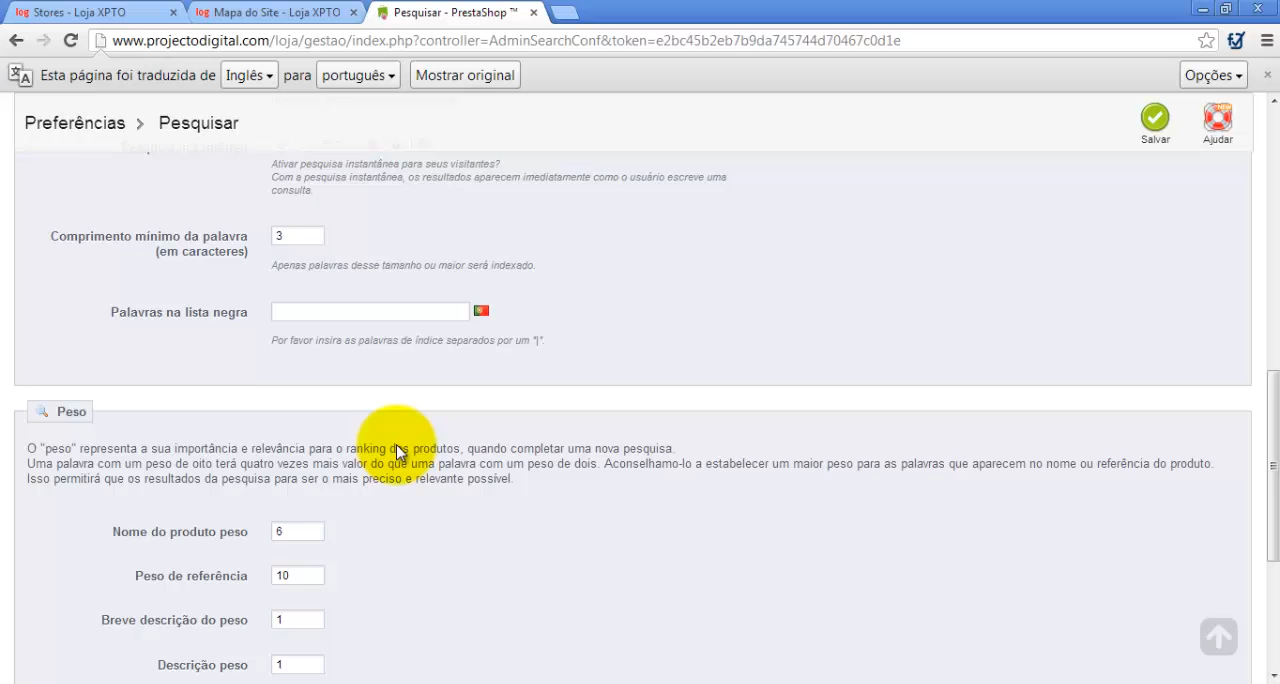 log Stores - Loja XPTO
log Mapa do Site - Loja XPTO
Pesquisar - PrestaShop ™
www.projectodigital.com/loja/gestao/index.php?controller=AdminSearchConf&token=e2bc45b2eb7b9da745744d70467c0d1e
Esta página foi traduzida de Inglês para português Mostrar original Opções
Preferências > Pesquisar
Salvar
Ajudar
Ativar pesquisa instantânea para seus visitantes?
Com a pesquisa instantânea, os resultados aparecem imediatamente como o usuário escreve uma
consulta.
Comprimento mínimo da palavra
(em caracteres)
3
Apenas palavras desse tamanho ou maior será indexado.
Palavras na lista negra
Por favor insira as palavras de índice separados por um "|".
Peso
O "peso" representa a sua importância e relevância para o ranking dos produtos, quando completar uma nova pesquisa.
Uma palavra com um peso de oito terá quatro vezes mais valor do que uma palavra com um peso de dois. Aconselhamo-lo a estabelecer um maior peso para as palavras que aparecem no nome ou referência do produto.
Isso permitirá que os resultados da pesquisa para ser o mais preciso e relevante possível.
Nome do produto peso 6
Peso de referência 10
Breve descrição do peso 1
Descrição peso 1